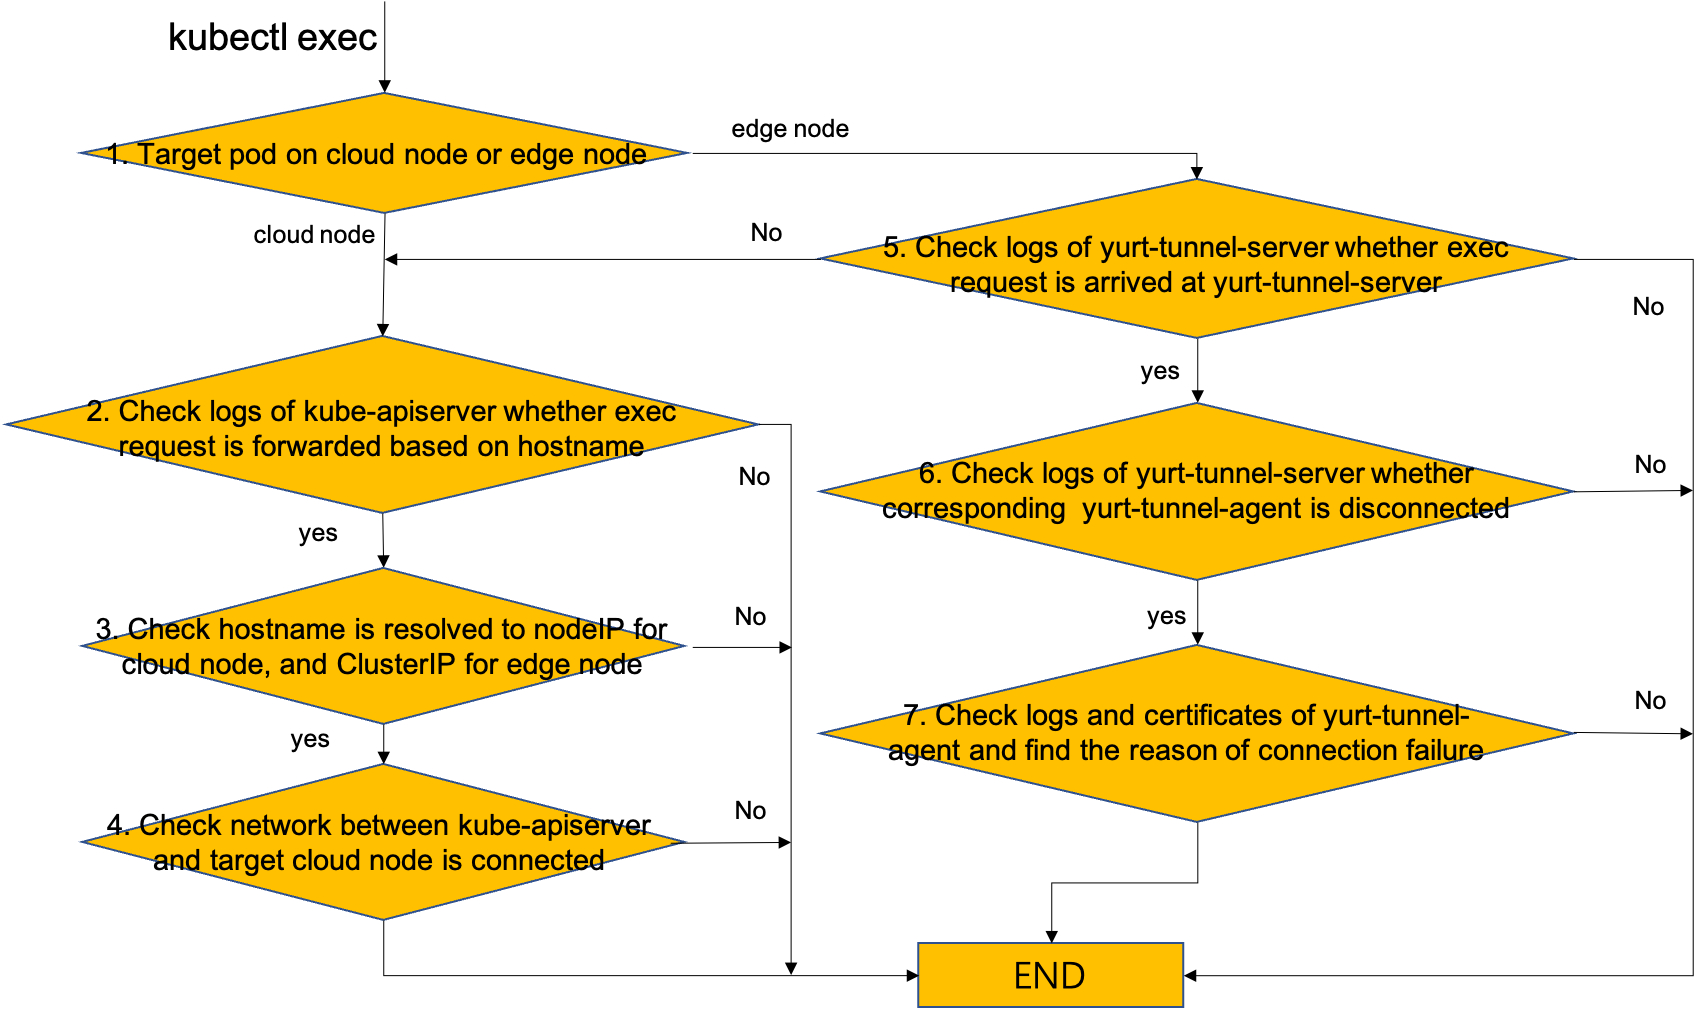 kubectl exec
1. Target pod on cloud node or edge node
edge node
cloud node
No
5. Check logs of yurt-tunnel-server whether exec
request is arrived at yurt-tunnel-server
No
yes
2. Check logs of kube-apiserver whether exec
request is forwarded based on hostname
No
yes
6. Check logs of yurt-tunnel-server whether
corresponding  yurt-tunnel-agent is disconnected
No
yes
3. Check hostname is resolved to nodeIP for
cloud node, and ClusterIP for edge node
No
yes
7. Check logs and certificates of yurt-tunnel-
agent and find the reason of connection failure
No
4. Check network between kube-apiserver
and target cloud node is connected
No
END